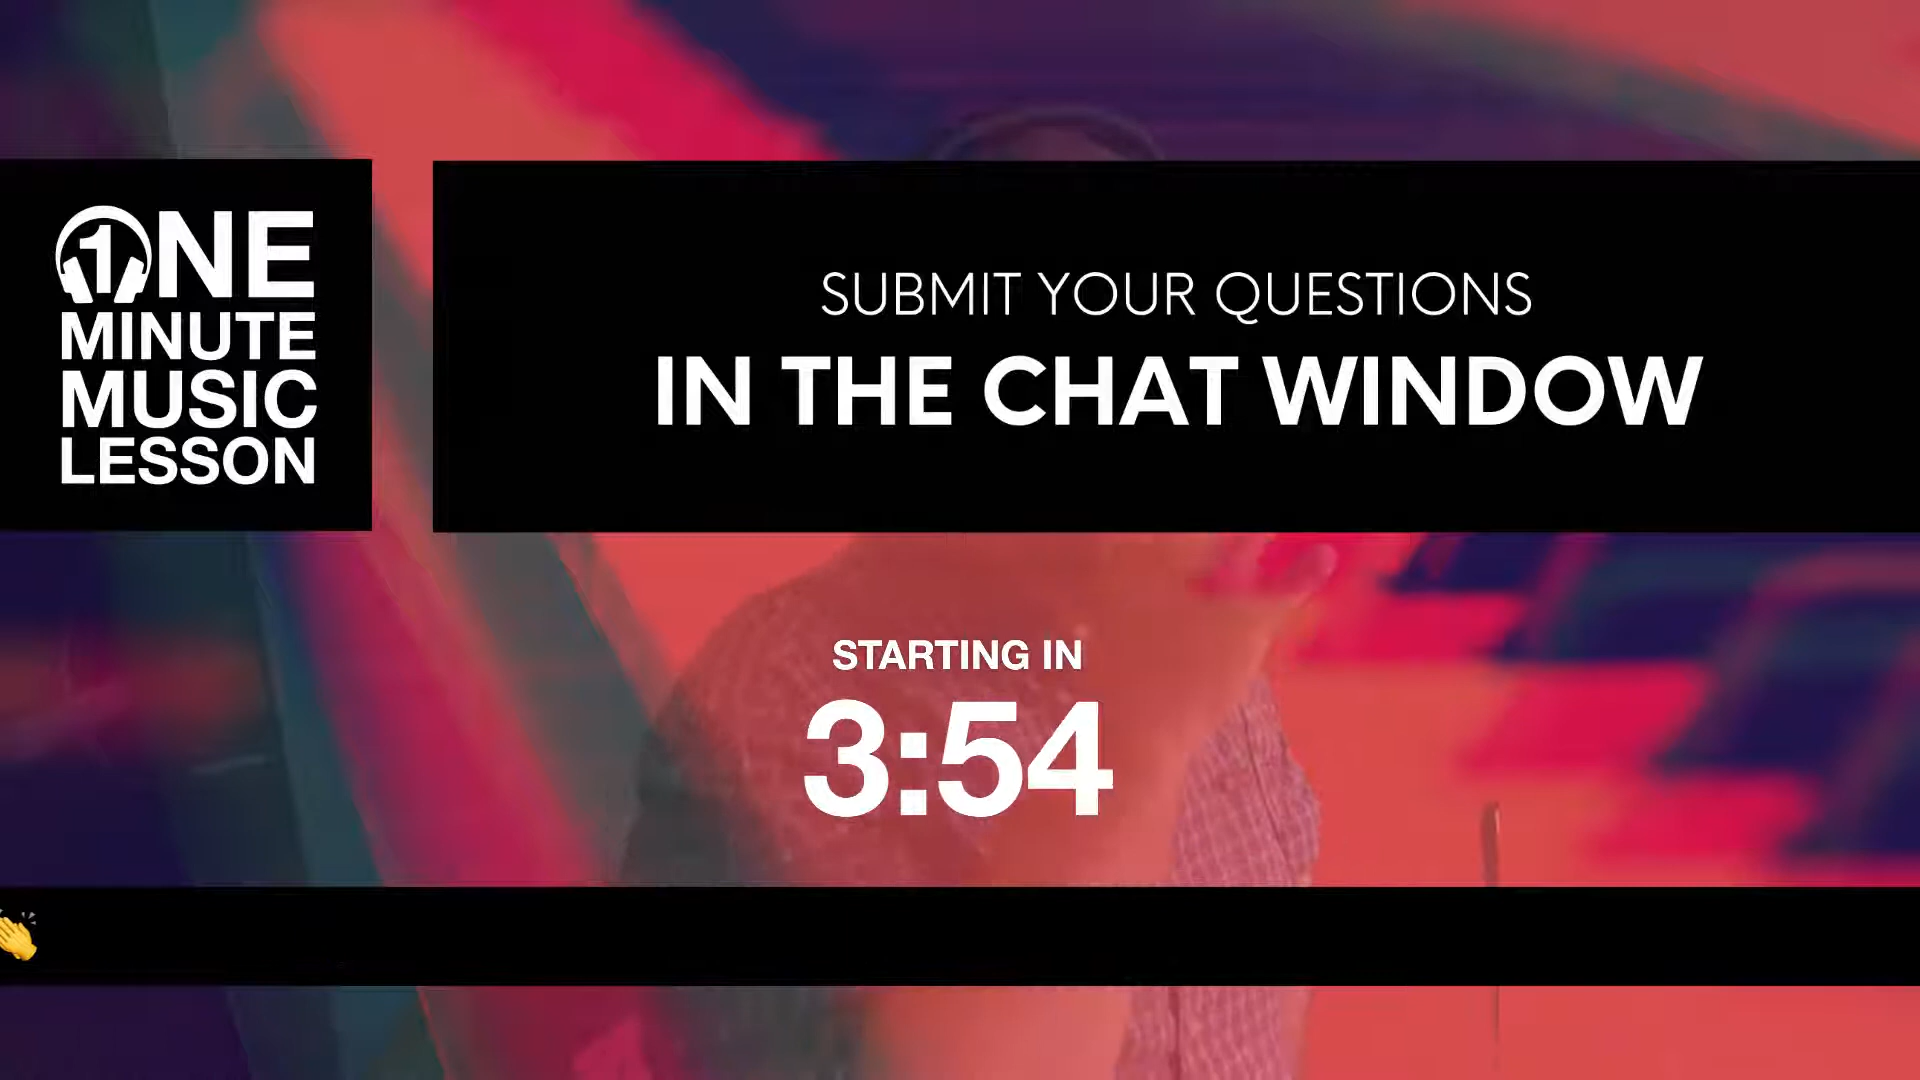 ONE
MINUTE
MUSIC
LESSON
SUBMIT YOUR QUESTIONS
IN THE CHAT WINDOW
STARTING IN
3:54